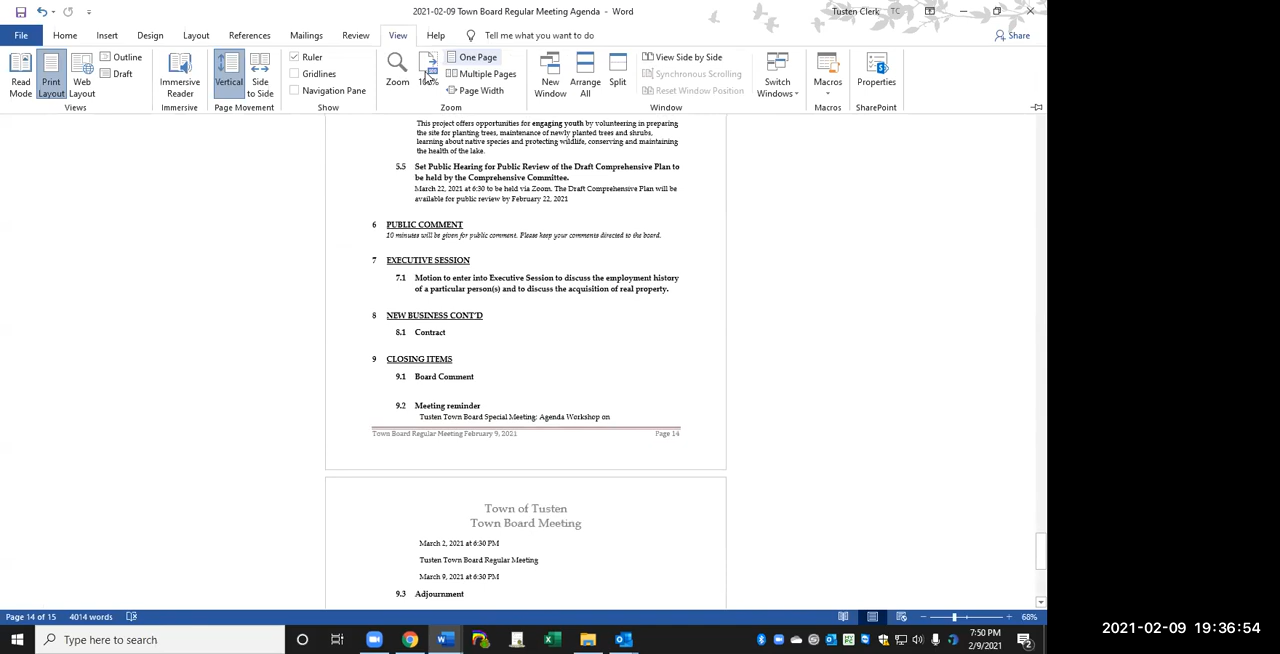 2021-02-09 Town Board Regular Meeting Agenda - Word
Tusten Clerk TC
File Home Insert Design Layout References Mailings Review View Help Tell me what you want to do Share
Read Mode
Print Layout
Web Layout
Outline
Draft
Views
Immersive Reader
Immersive
Vertical
Side to Side
Page Movement
Ruler
Gridlines
Navigation Pane
Show
Zoom
100%
One Page
Multiple Pages
Page Width
Zoom
New Window
Arrange All
Split
View Side by Side
Synchronous Scrolling
Reset Window Position
Window
Switch Windows
Macros
Macros
Properties
SharePoint
This project offers opportunities for engaging youth by volunteering in preparing
the site for planting trees, maintenance of newly planted trees and shrubs,
learning about native species and protecting wildlife, conserving and maintaining
the health of the lake.
5.5 Set Public Hearing for Public Review of the Draft Comprehensive Plan to
be held by the Comprehensive Committee.
March 22, 2021 at 6:30 to be held via Zoom. The Draft Comprehensive Plan will be
available for public review by February 22, 2021
6 PUBLIC COMMENT
10 minutes will be given for public comment. Please keep your comments directed to the board.
7 EXECUTIVE SESSION
7.1 Motion to enter into Executive Session to discuss the employment history
of a particular person(s) and to discuss the acquisition of real property.
8 NEW BUSINESS CONT'D
8.1 Contract
9 CLOSING ITEMS
9.1 Board Comment
9.2 Meeting reminder
Tusten Town Board Special Meeting: Agenda Workshop on
Town Board Regular Meeting February 9, 2021 Page 14
Town of Tusten
Town Board Meeting
March 2, 2021 at 6:30 PM
Tusten Town Board Regular Meeting
March 9, 2021 at 6:30 PM
9.3 Adjournment
Page 14 of 15 4014 words 68%
Type here to search
7:50 PM
2/9/2021
2
2021-02-09 19:36:54